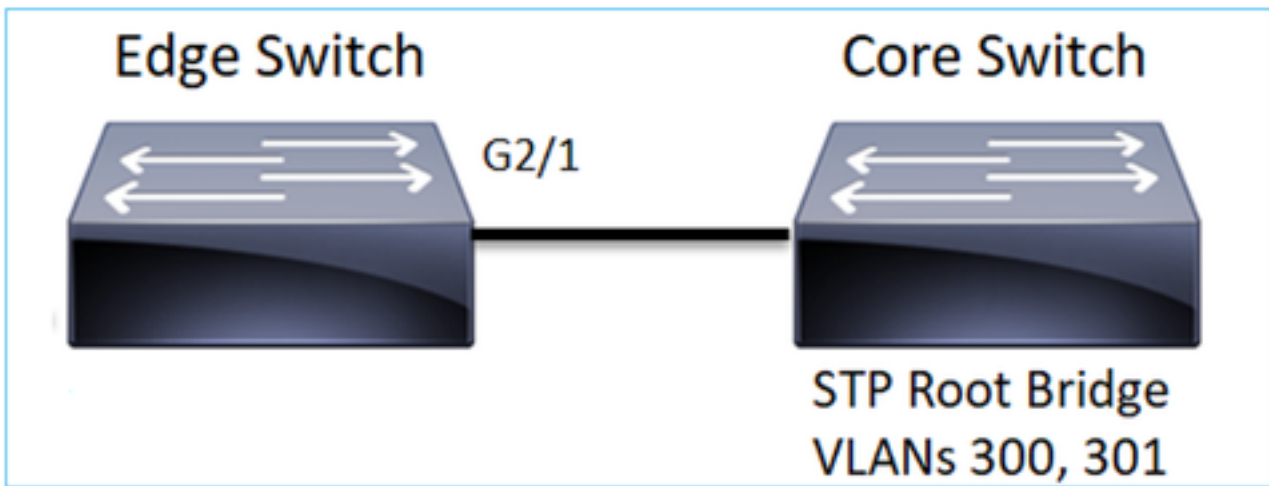 Edge Switch
Core Switch
G2/1
STP Root Bridge
VLANs 300, 301